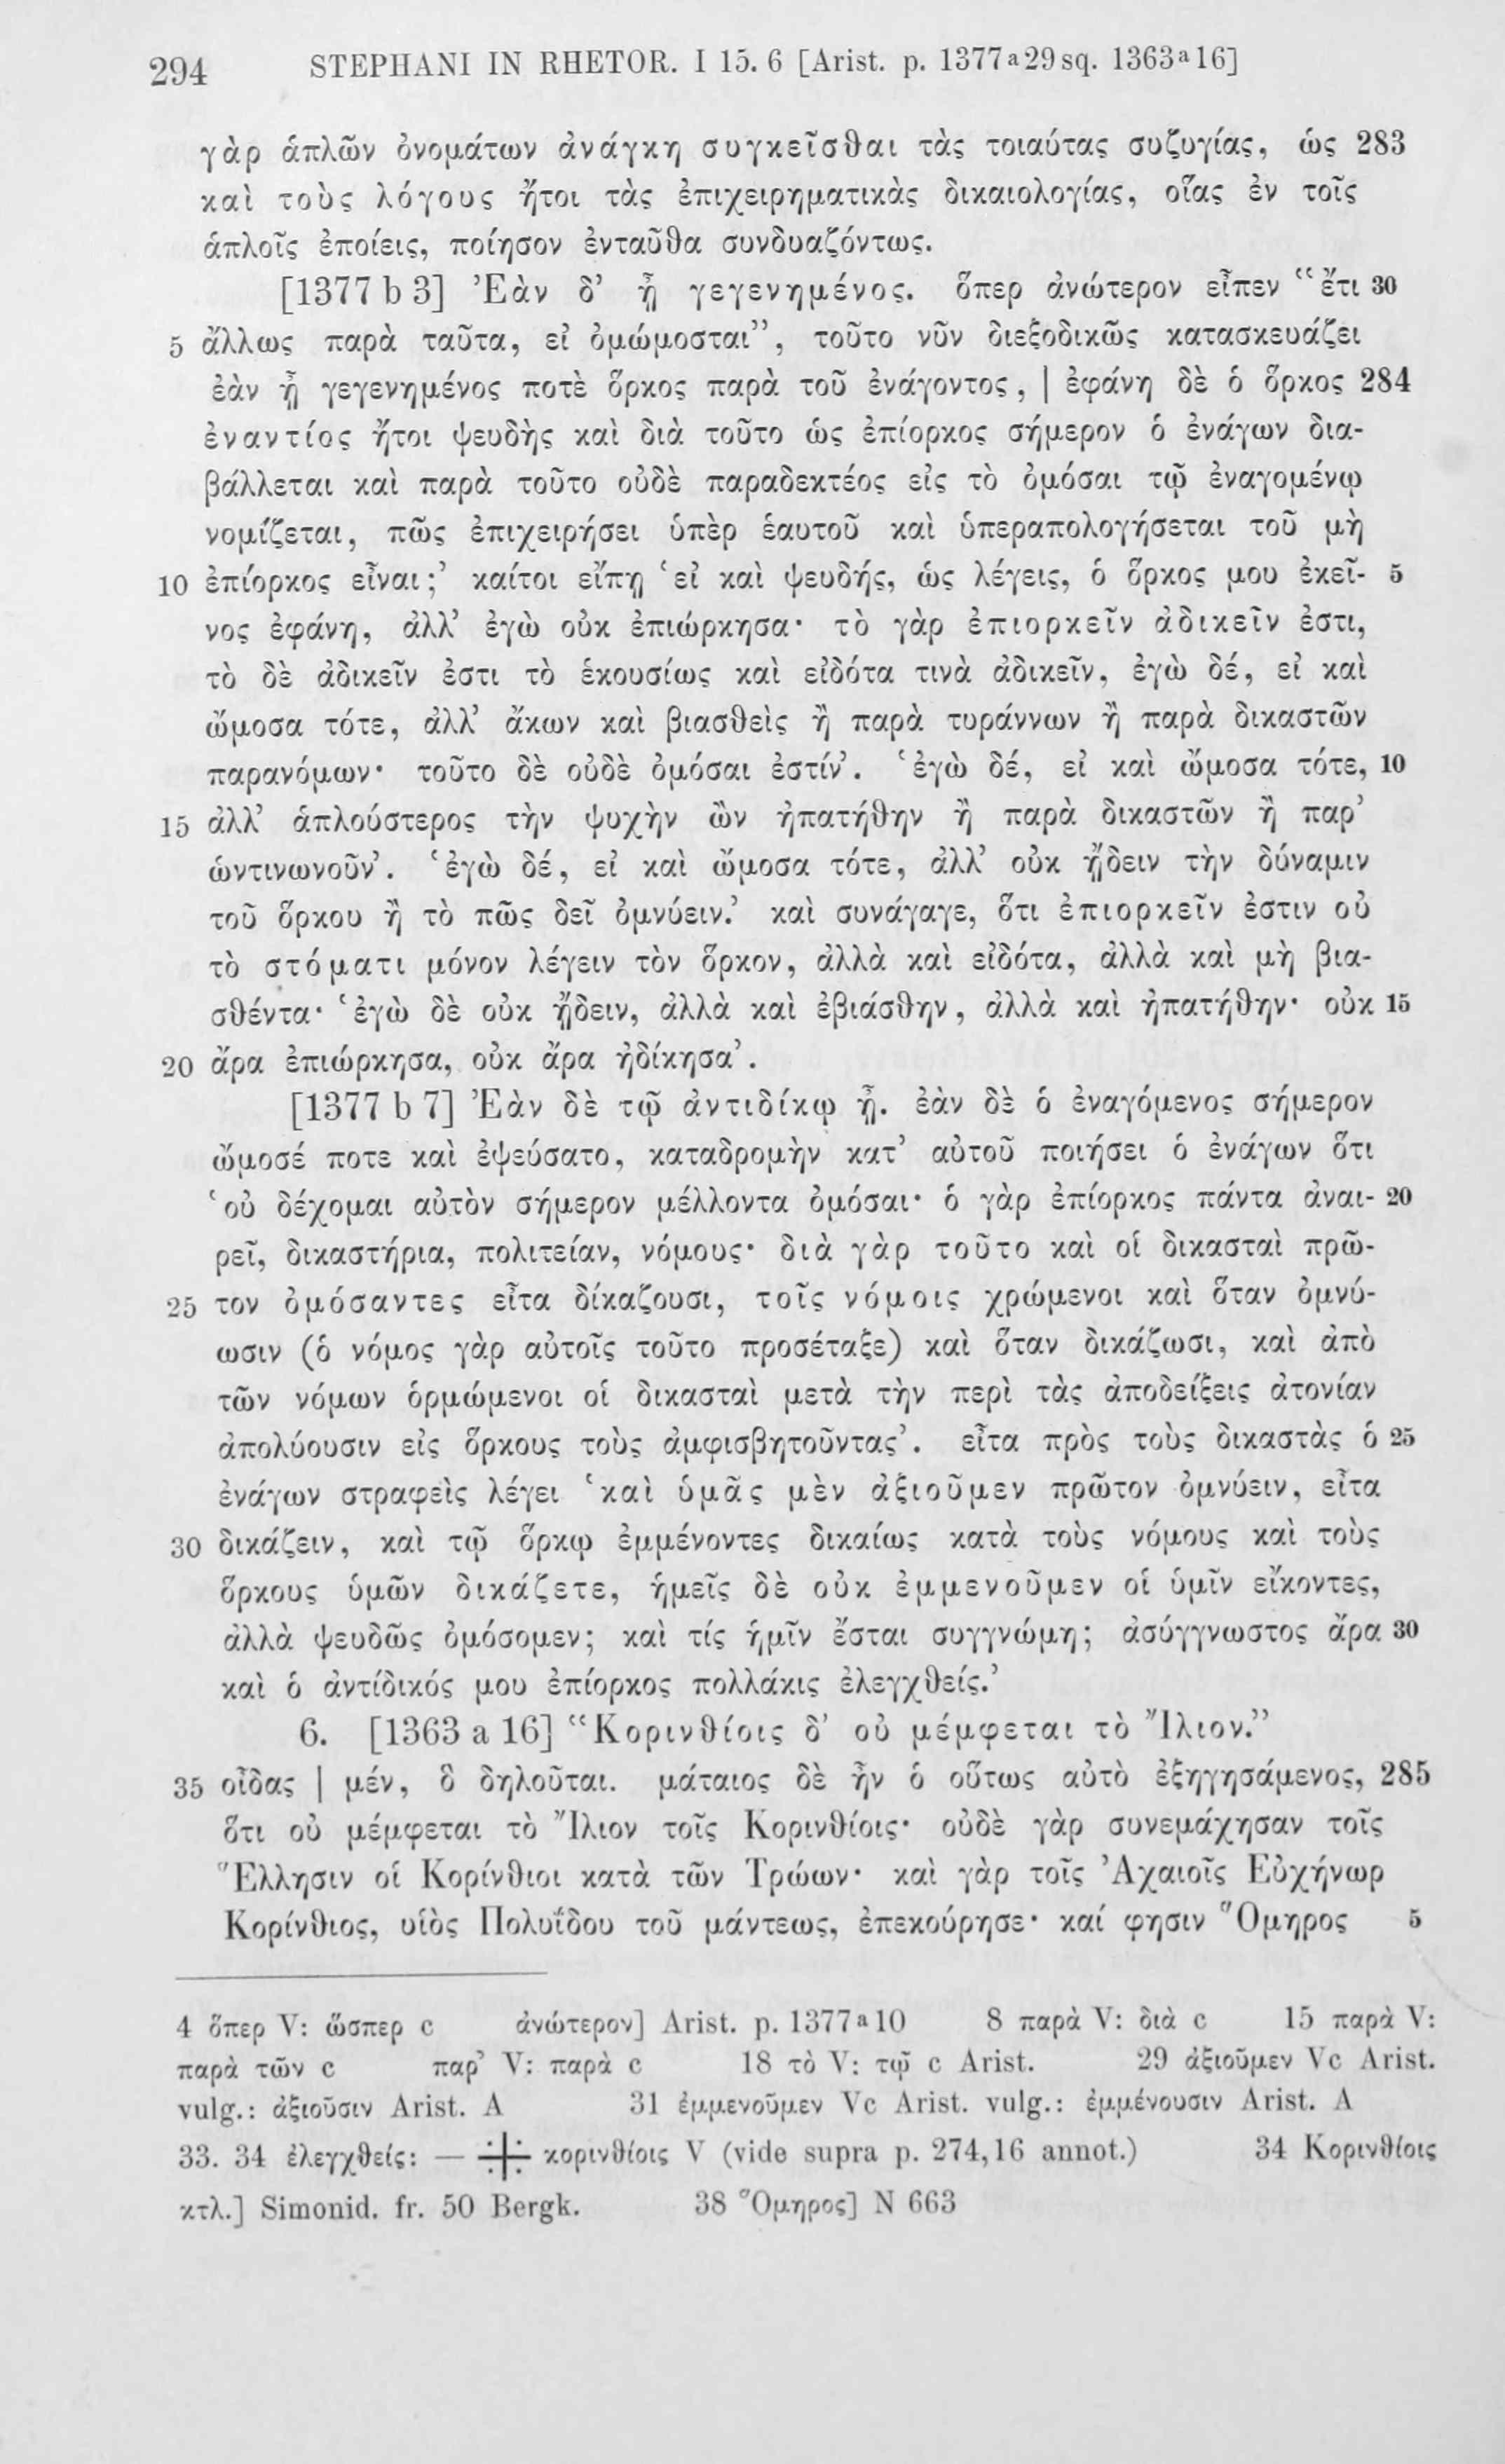 294 STEPHANI IN RHETOR. I 15. 6 [Arist. p. 1377 a 29 sq. 1363 a 16]
γὰρ ἁπλῶν ὀνομάτων ἀνάγκη συγκεῖσθαι τὰς τοιαύτας συζυγίας, ὡς 283
καὶ τοὺς λόγους ἤτοι τὰς ἐπιχειρηματικὰς δικαιολογίας, οἵας ἐν τοῖς
ἁπλοῖς ἐποίεις, ποίησον ἐνταῦθα συνδυαζόντως.
[1377 b 3] Ἐὰν δ’ ᾖ γεγενημένος. ὅπερ ἀνώτερον εἶπεν “ἔτι 30
5 ἄλλως παρὰ ταῦτα, εἰ ὀμώμοσται”, τοῦτο νῦν διεξοδικῶς κατασκευάζει
ἐὰν ᾖ γεγενημένος ποτὲ ὅρκος παρὰ τοῦ ἐνάγοντος, | ἐφάνη δὲ ὁ ὅρκος 284
ἐναντίος ἤτοι ψευδὴς καὶ διὰ τοῦτο ὡς ἐπίορκος σήμερον ὁ ἐνάγων δια-
βάλλεται καὶ παρὰ τοῦτο οὐδὲ παραδεκτέος εἰς τὸ ὀμόσαι τῷ ἐναγομένῳ
νομίζεται, πῶς ἐπιχειρήσει ὑπὲρ ἑαυτοῦ καὶ ὑπεραπολογήσεται τοῦ μὴ
10 ἐπίορκος εἶναι;’ καίτοι εἴπῃ ‘εἰ καὶ ψευδής, ὡς λέγεις, ὁ ὅρκος μου ἐκεῖ- 5
νος ἐφάνη, ἀλλ’ ἐγὼ οὐκ ἐπιώρκησα· τὸ γὰρ ἐπιορκεῖν ἀδικεῖν ἐστι,
τὸ δὲ ἀδικεῖν ἐστι τὸ ἑκουσίως καὶ εἰδότα τινὰ ἀδικεῖν, ἐγὼ δέ, εἰ καὶ
ὤμοσα τότε, ἀλλ’ ἄκων καὶ βιασθεὶς ἢ παρὰ τυράννων ἢ παρὰ δικαστῶν
παρανόμων· τοῦτο δὲ οὐδὲ ὀμόσαι ἐστίν’. ‘ἐγὼ δέ, εἰ καὶ ὤμοσα τότε, 10
15 ἀλλ’ ἁπλούστερος τὴν ψυχὴν ὢν ἠπατήθην ἢ παρὰ δικαστῶν ἢ παρ’
ὡντινωνοῦν’. ‘ἐγὼ δέ, εἰ καὶ ὤμοσα τότε, ἀλλ’ οὐκ ᾔδειν τὴν δύναμιν
τοῦ ὅρκου ἢ τὸ πῶς δεῖ ὀμνύειν.’ καὶ συνάγαγε, ὅτι ἐπιορκεῖν ἐστιν οὐ
τὸ στόματι μόνον λέγειν τὸν ὅρκον, ἀλλὰ καὶ εἰδότα, ἀλλὰ καὶ μὴ βια-
σθέντα· ‘ἐγὼ δὲ οὐκ ᾔδειν, ἀλλὰ καὶ ἐβιάσθην, ἀλλὰ καὶ ἠπατήθην· οὐκ 15
20 ἄρα ἐπιώρκησα, οὐκ ἄρα ἠδίκησα’.
[1377 b 7] Ἐὰν δὲ τῷ ἀντιδίκῳ ᾖ. ἐὰν δὲ ὁ ἐναγόμενος σήμερον
ὤμοσέ ποτε καὶ ἐψεύσατο, καταδρομὴν κατ’ αὐτοῦ ποιήσει ὁ ἐνάγων ὅτι
‘οὐ δέχομαι αὐτὸν σήμερον μέλλοντα ὀμόσαι· ὁ γὰρ ἐπίορκος πάντα ἀναι- 20
ρεῖ, δικαστήρια, πολιτείαν, νόμους· διὰ γὰρ τοῦτο καὶ οἱ δικασταὶ πρῶ-
25 τον ὀμόσαντες εἶτα δίκαζουσι, τοῖς νόμοις χρώμενοι καὶ ὅταν ὀμνύ-
ωσιν (ὁ νόμος γὰρ αὐτοῖς τοῦτο προσέταξε) καὶ ὅταν δικάζωσι, καὶ ἀπὸ
τῶν νόμων ὁρμώμενοι οἱ δικασταὶ μετὰ τὴν περὶ τὰς ἀποδείξεις ἀτονίαν
ἀπολύουσιν εἰς ὅρκους τοὺς ἀμφισβητοῦντας’. εἶτα πρὸς τοὺς δικαστὰς ὁ 25
ἐνάγων στραφεὶς λέγει ‘καὶ ὑμᾶς μὲν ἀξιοῦμεν πρῶτον ὀμνύειν, εἶτα
30 δικάζειν, καὶ τῷ ὅρκῳ ἐμμένοντες δικαίως κατὰ τοὺς νόμους καὶ τοὺς
ὅρκους ὑμῶν δικάζετε, ἡμεῖς δὲ οὐκ ἐμμενοῦμεν οἱ ὑμῖν εἴκοντες,
ἀλλὰ ψευδῶς ὀμόσομεν; καὶ τίς ἡμῖν ἔσται συγγνώμη; ἀσύγγνωστος ἄρα 30
καὶ ὁ ἀντίδικός μου ἐπίορκος πολλάκις ἐλεγχθείς.’
6. [1363 a 16] “Κορινθίοις δ’ οὐ μέμφεται τὸ Ἴλιον.”
35 οἶδας | μέν, ὃ δηλοῦται. μάταιος δὲ ἦν ὁ οὕτως αὐτὸ ἐξηγησάμενος, 285
ὅτι οὐ μέμφεται τὸ Ἴλιον τοῖς Κορινθίοις· οὐδὲ γὰρ συνεμάχησαν τοῖς
Ἕλλησιν οἱ Κορίνθιοι κατὰ τῶν Τρώων· καὶ γὰρ τοῖς Ἀχαιοῖς Εὐχήνωρ
Κορίνθιος, υἱὸς Πολυΐδου τοῦ μάντεως, ἐπεκούρησε· καί φησιν Ὅμηρος 5
4 ὅπερ V: ὥσπερ c ἀνώτερον] Arist. p. 1377 a 10 8 παρὰ V: διὰ c 15 παρὰ V:
παρὰ τῶν c παρ’ V: παρὰ c 18 τὸ V: τῷ c Arist. 29 ἀξιοῦμεν Vc Arist.
vulg.: ἀξιοῦσιν Arist. A 31 ἐμμενοῦμεν Vc Arist. vulg.: ἐμμένουσιν Arist. A
33. 34 ἐλεγχθείς: — ⁜ κορινθίοις V (vide supra p. 274,16 annot.) 34 Κορινθίοις
κτλ.] Simonid. fr. 50 Bergk. 38 Ὅμηρος] N 663